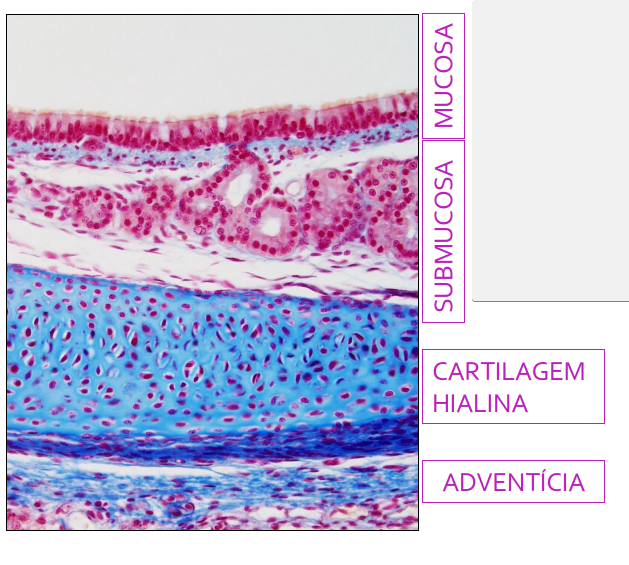 MUCOSA
SUBMUCOSA
CARTILAGEM
HIALINA
ADVENTÍCIA